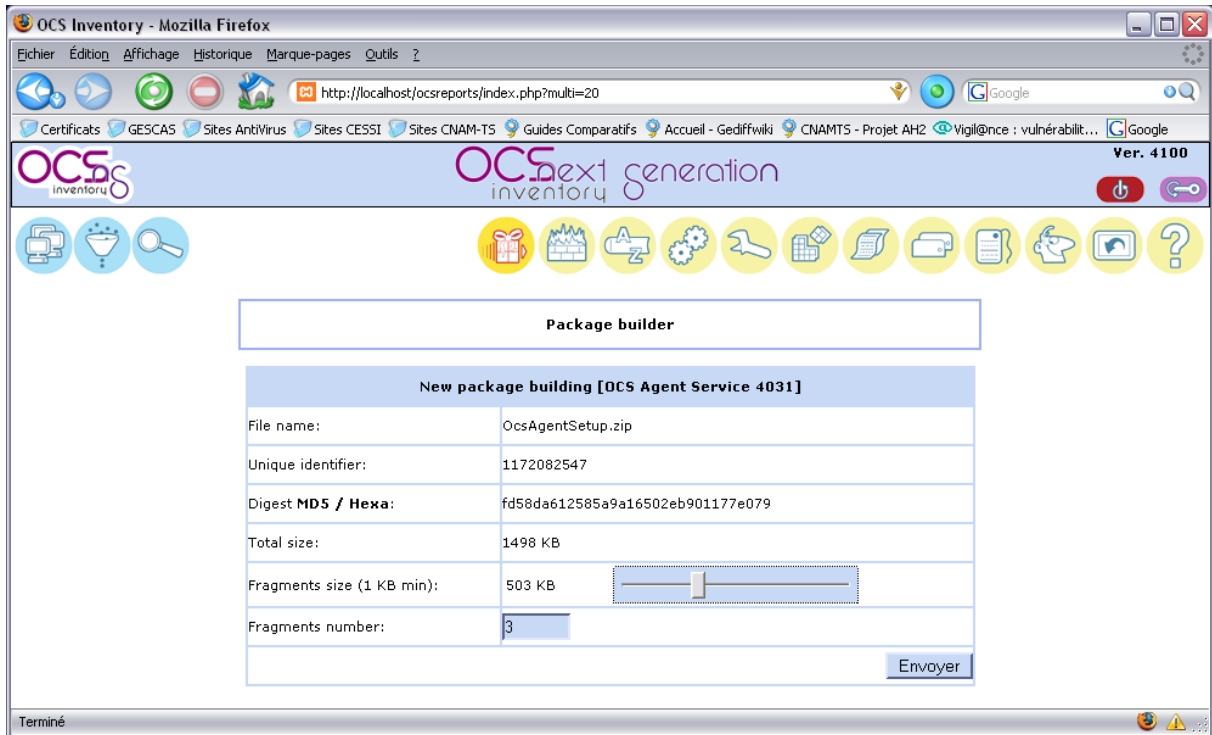 OCS Inventory - Mozilla Firefox
Fichier Édition Affichage Historique Marque-pages Outils ?
http://localhost/ocsreports/index.php?multi=20
G Google
Certificats GESCAS Sites AntiVirus Sites CESSI Sites CNAM-TS Guides Comparatifs Accueil - Gediffwiki CNAMTS - Projet AH2 Vigil@nce : vulnérabilit... G Google
OCS ng
inventory
OCS next generation
inventory
Ver. 4100
A
Z
Package builder
New package building [OCS Agent Service 4031]
File name: OcsAgentSetup.zip
Unique identifier: 1172082547
Digest MD5 / Hexa: fd58da612585a9a16502eb901177e079
Total size: 1498 KB
Fragments size (1 KB min): 503 KB
Fragments number: 3
Envoyer
Terminé